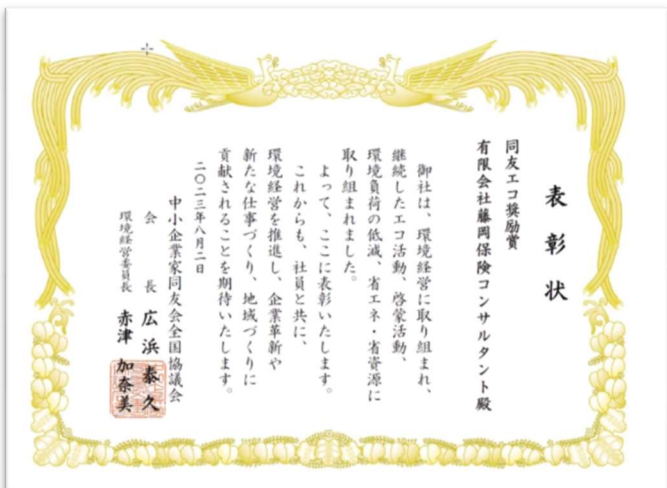 表彰状
同友エコ奨励賞
有限会社藤岡保険コンサルタント殿
御社は、環境経営に取り組まれ、
継続したエコ活動、啓蒙活動、
環境負荷の低減、省エネ・省資源に
取り組まれました。
よって、ここに表彰いたします。
これからも、社員と共に、
環境経営を推進し、企業革新や
新たな仕事づくり、地域づくりに
貢献されることを期待いたします。
二〇二三年八月二日
中小企業家同友会全国協議会
会長 広浜泰久
環境経営委員長 赤津加奈美